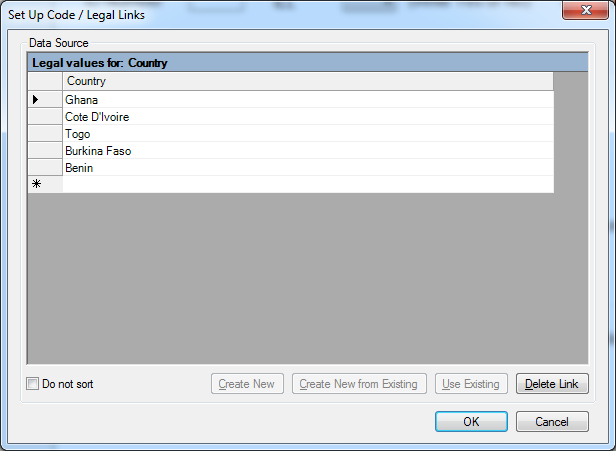 Set Up Code / Legal Links
Data Source
Legal values for: Country
Country
Ghana
Cote D'Ivoire
Togo
Burkina Faso
Benin
Do not sort
Create New
Create New from Existing
Use Existing
Delete Link
OK
Cancel